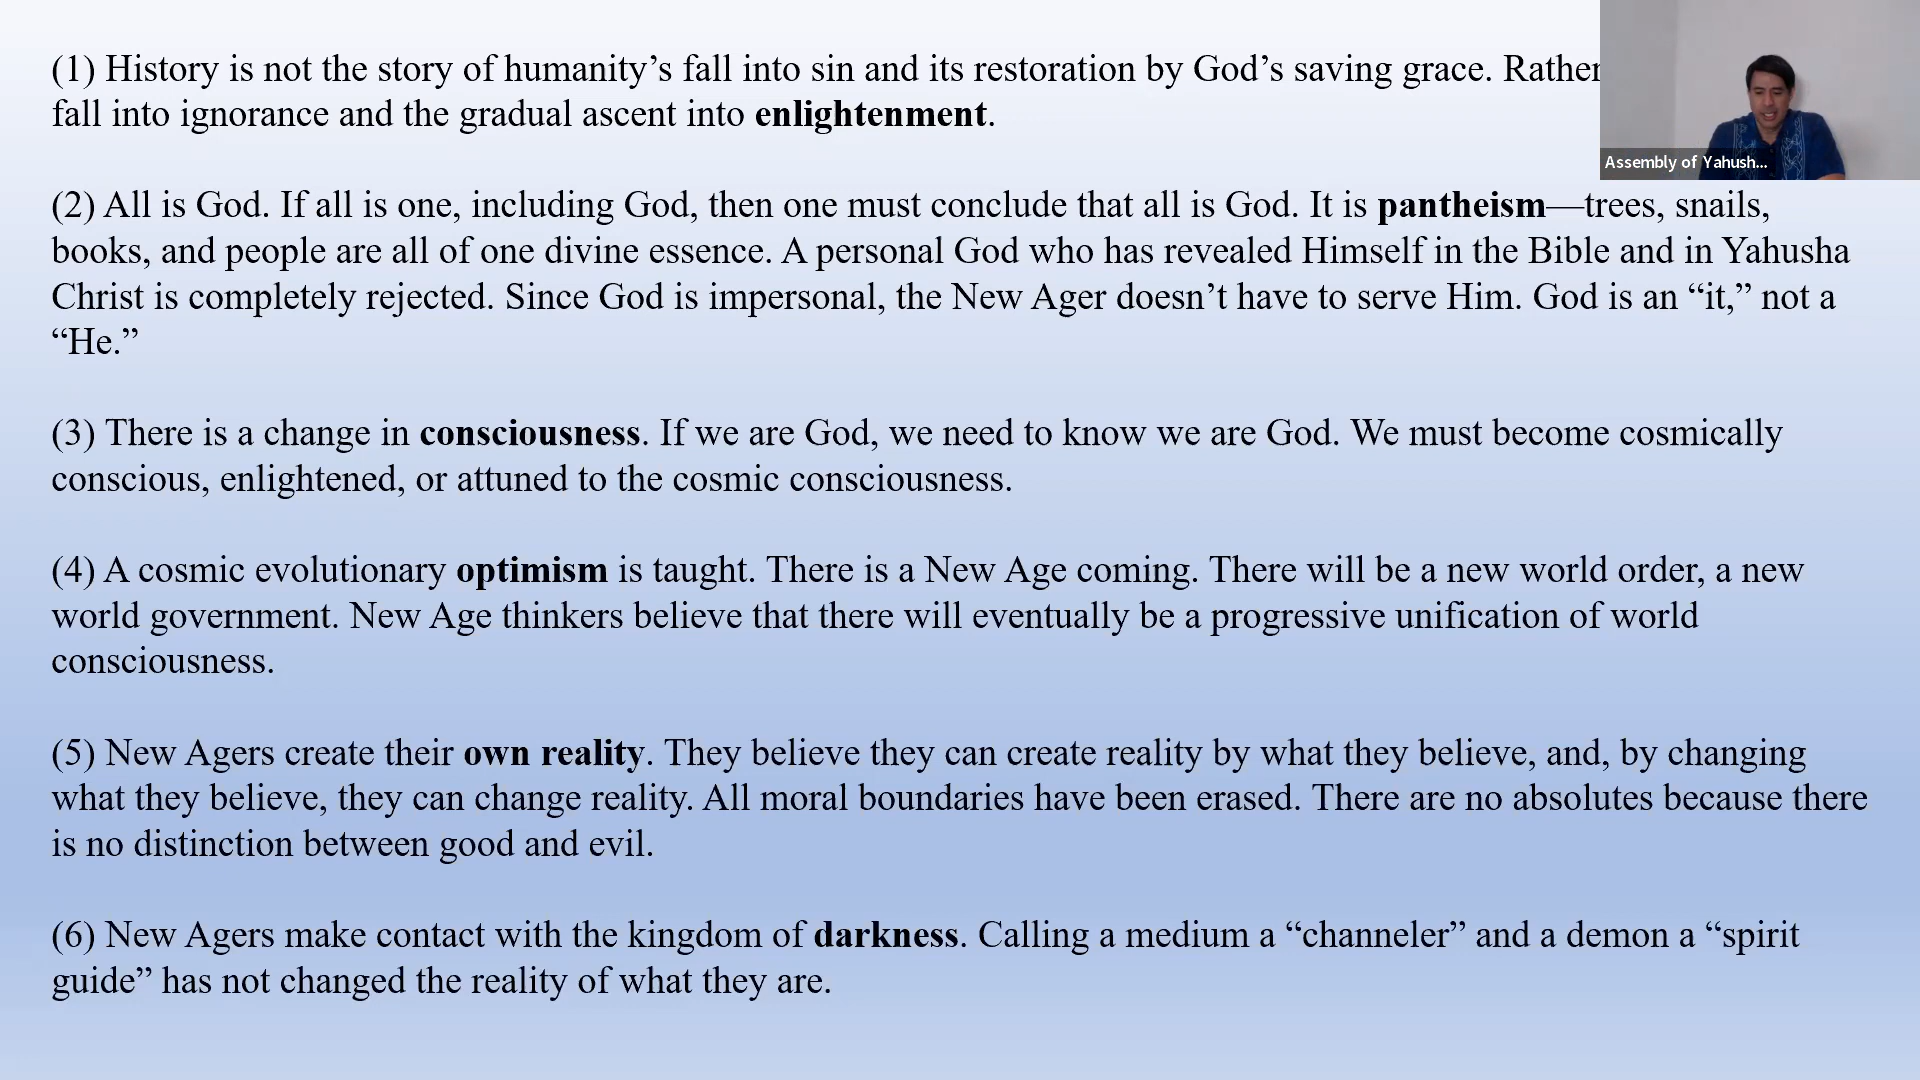 (1) History is not the story of humanity’s fall into sin and its restoration by God’s saving grace. Rather
fall into ignorance and the gradual ascent into enlightenment.
Assembly of Yahush...
(2) All is God. If all is one, including God, then one must conclude that all is God. It is pantheism—trees, snails,
books, and people are all of one divine essence. A personal God who has revealed Himself in the Bible and in Yahusha
Christ is completely rejected. Since God is impersonal, the New Ager doesn’t have to serve Him. God is an “it,” not a
“He.”
(3) There is a change in consciousness. If we are God, we need to know we are God. We must become cosmically
conscious, enlightened, or attuned to the cosmic consciousness.
(4) A cosmic evolutionary optimism is taught. There is a New Age coming. There will be a new world order, a new
world government. New Age thinkers believe that there will eventually be a progressive unification of world
consciousness.
(5) New Agers create their own reality. They believe they can create reality by what they believe, and, by changing
what they believe, they can change reality. All moral boundaries have been erased. There are no absolutes because there
is no distinction between good and evil.
(6) New Agers make contact with the kingdom of darkness. Calling a medium a “channeler” and a demon a “spirit
guide” has not changed the reality of what they are.